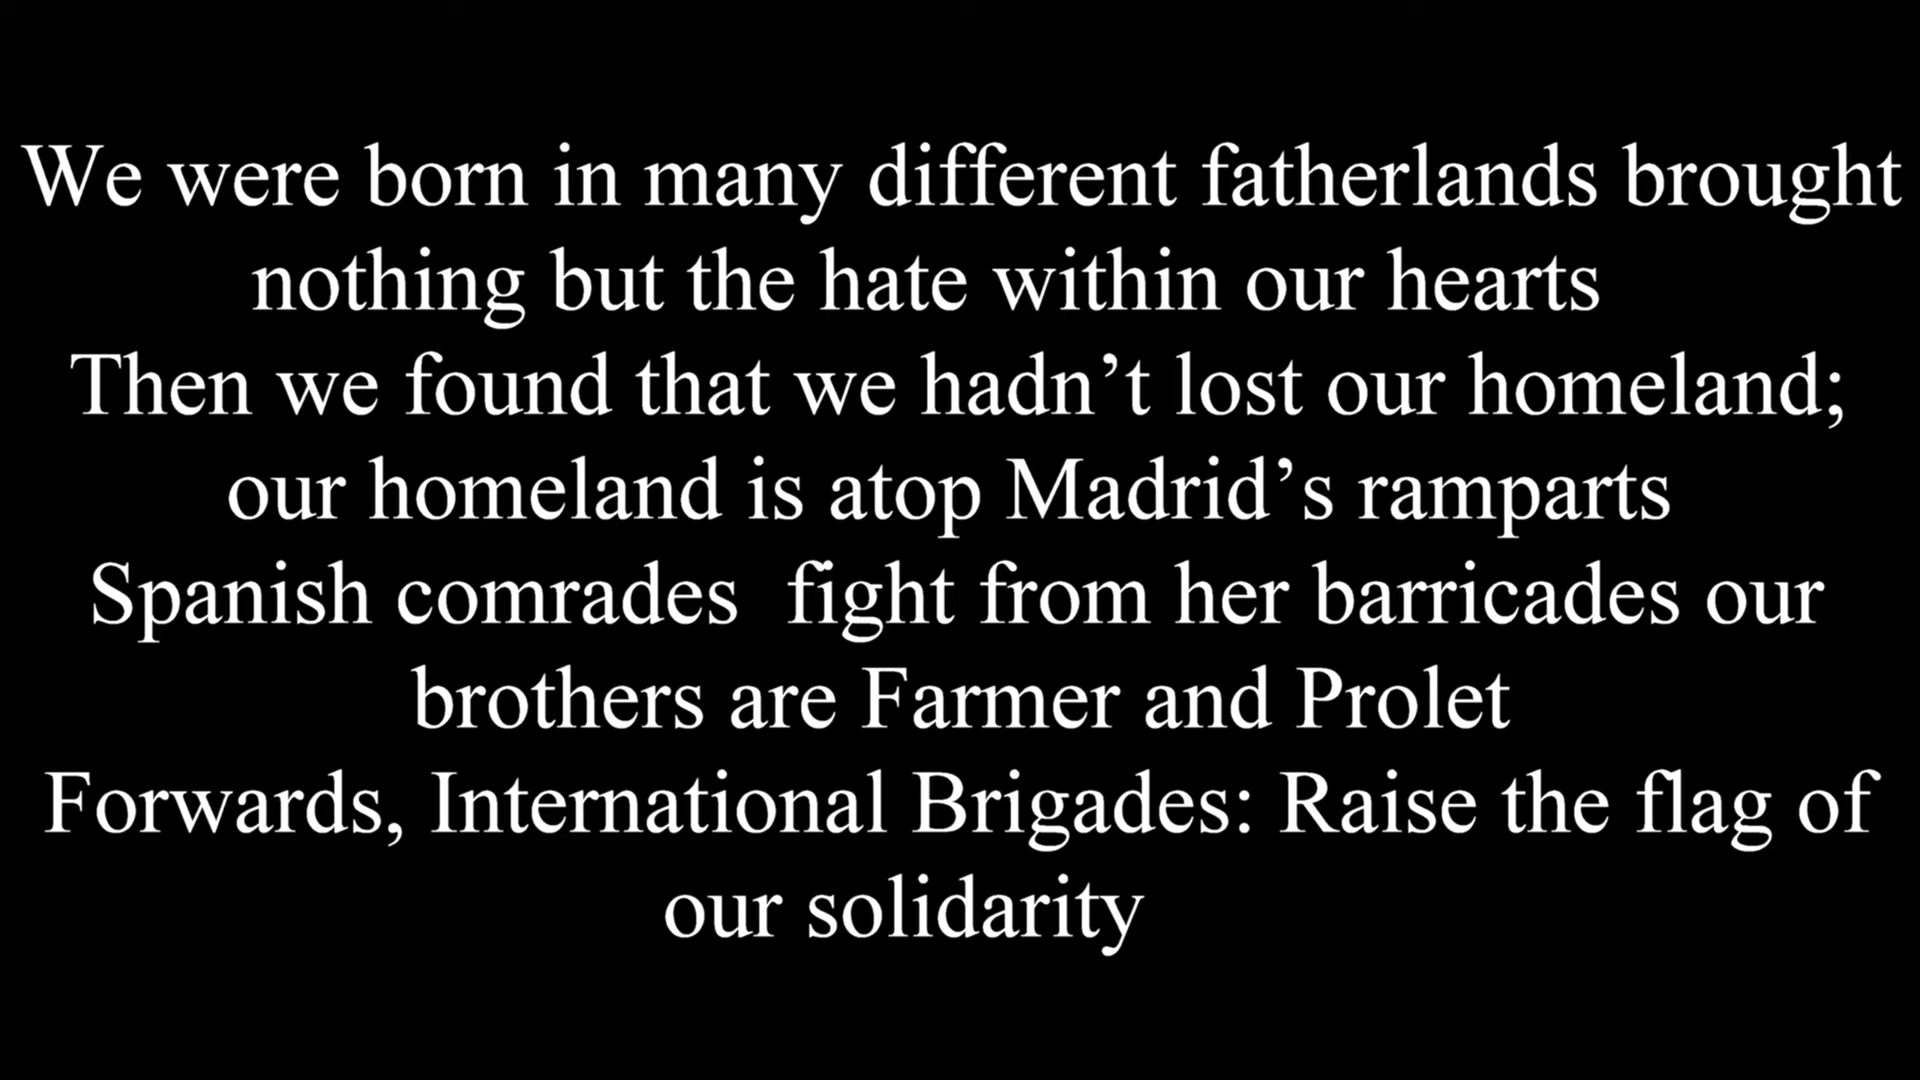 We were born in many different fatherlands brought
nothing but the hate within our hearts
Then we found that we hadn’t lost our homeland;
our homeland is atop Madrid’s ramparts
Spanish comrades  fight from her barricades our
brothers are Farmer and Prolet
Forwards, International Brigades: Raise the flag of
our solidarity